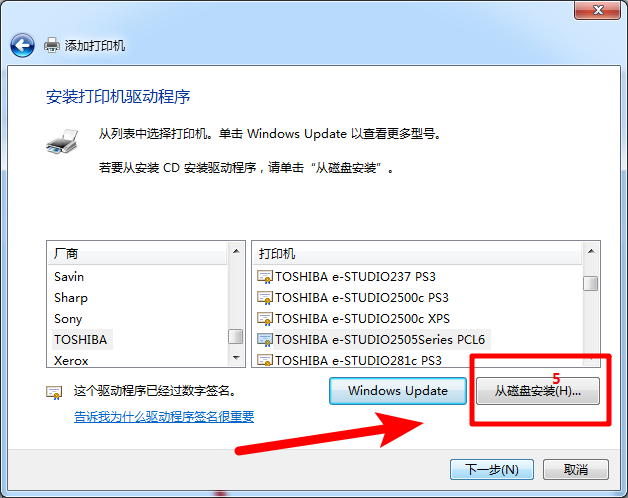 添加打印机
安装打印机驱动程序
从列表中选择打印机。单击 Windows Update 以查看更多型号。
若要从安装 CD 安装驱动程序，请单击“从磁盘安装”。
厂商
Savin
Sharp
Sony
TOSHIBA
Xerox
打印机
TOSHIBA e-STUDIO237 PS3
TOSHIBA e-STUDIO2500c PS3
TOSHIBA e-STUDIO2500c XPS
TOSHIBA e-STUDIO2505Series PCL6
TOSHIBA e-STUDIO281c PS3
这个驱动程序已经过数字签名。
告诉我为什么驱动程序签名很重要
Windows Update
5
从磁盘安装(H)...
下一步(N)
取消